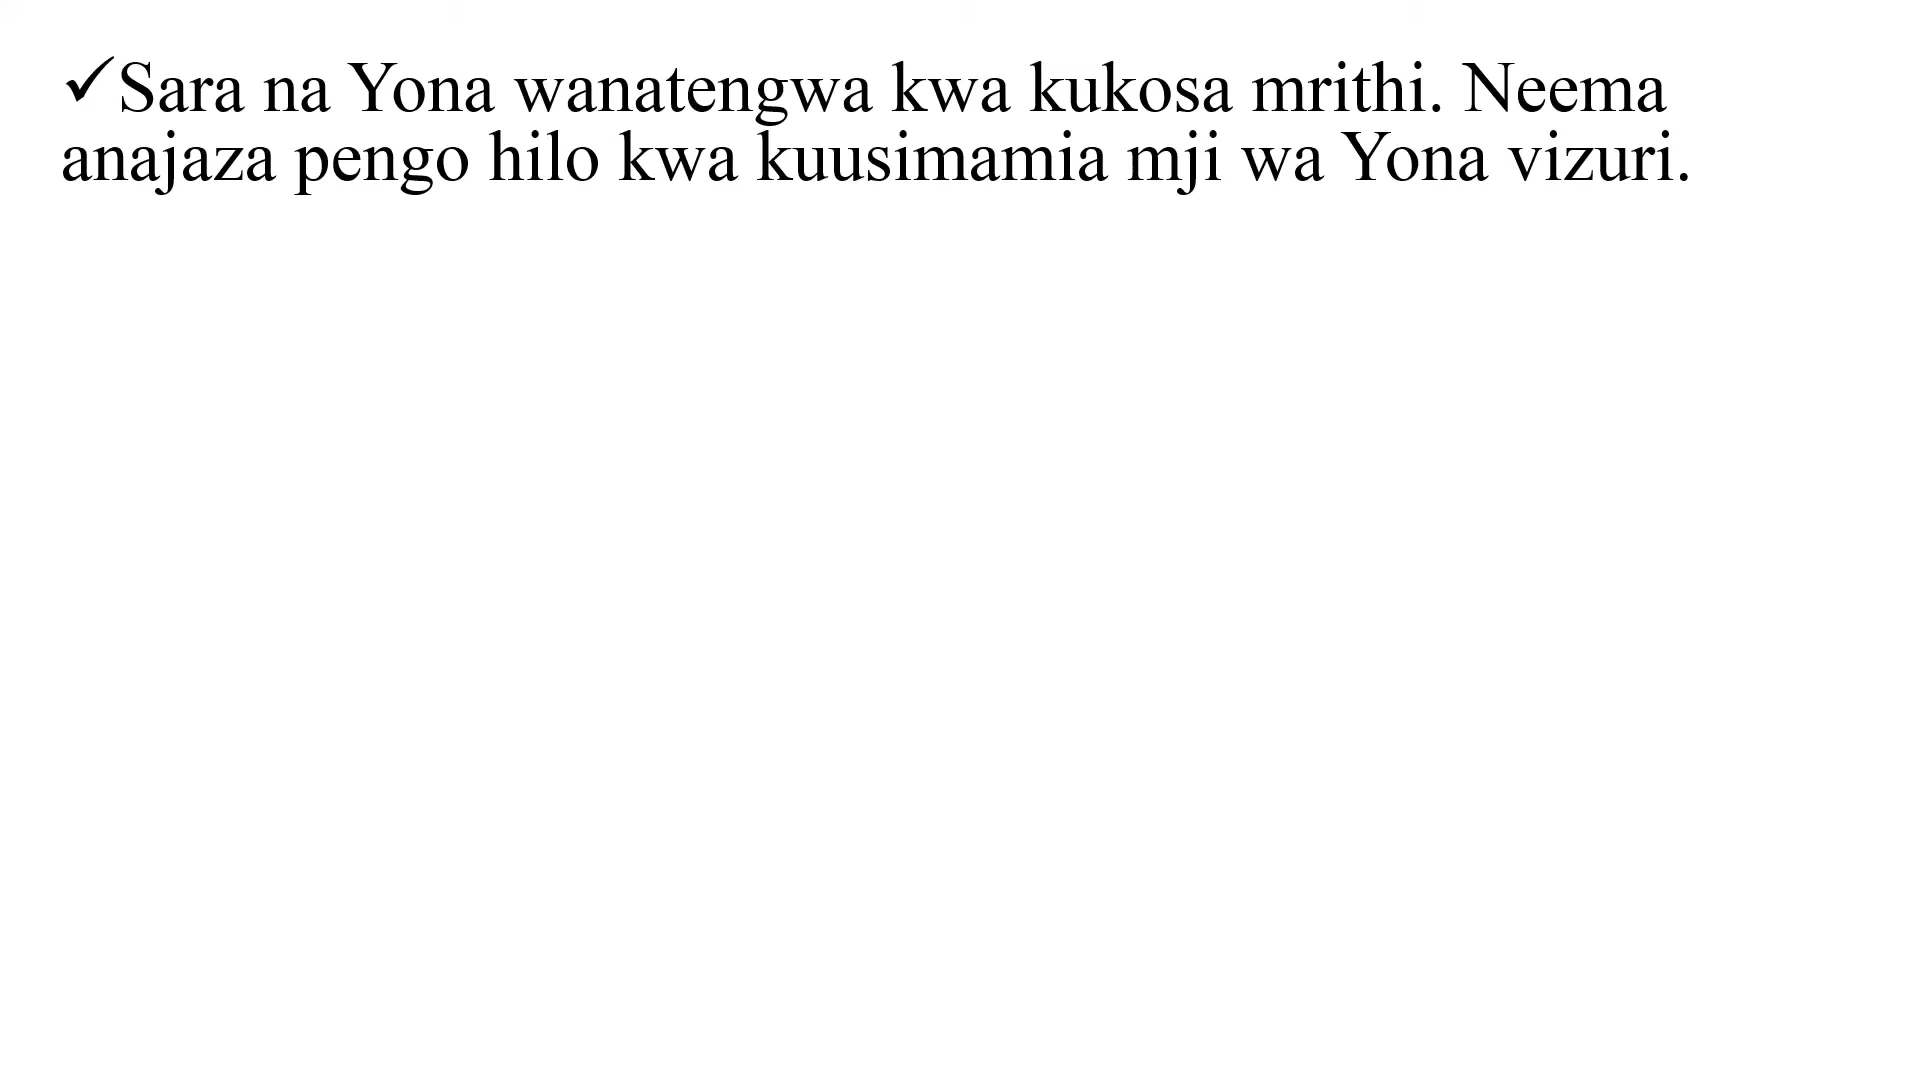 ✓Sara na Yona wanatengwa kwa kukosa mrithi. Neema
anajaza pengo hilo kwa kuusimamia mji wa Yona vizuri.